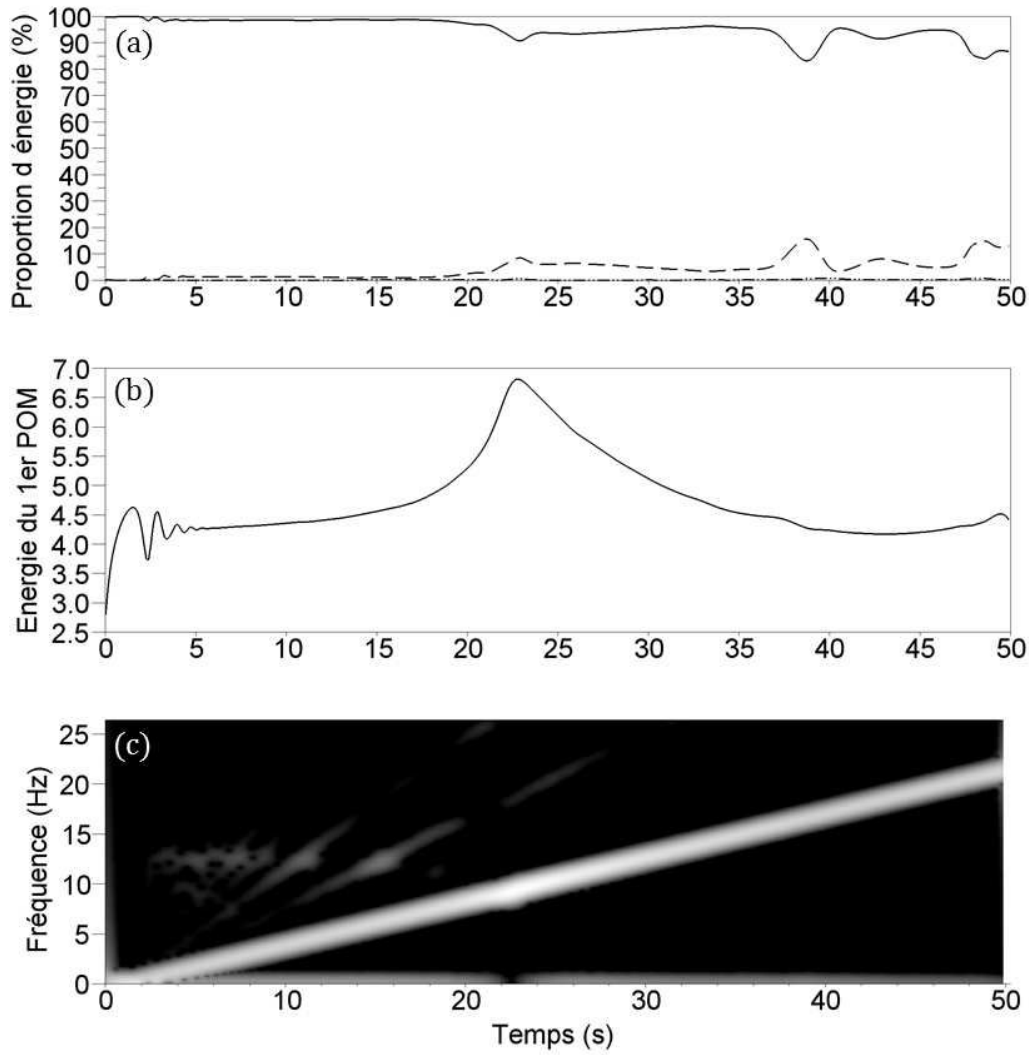 (a)
Proportion d énergie (%)
100
90
80
70
60
50
40
30
20
10
0
0 5 10 15 20 25 30 35 40 45 50
(b)
Energie du 1er POM
7.0
6.5
6.0
5.5
5.0
4.5
4.0
3.5
3.0
2.5
0 5 10 15 20 25 30 35 40 45 50
(c)
Fréquence (Hz)
25
20
15
10
5
0
0 10 20 30 40 50
Temps (s)